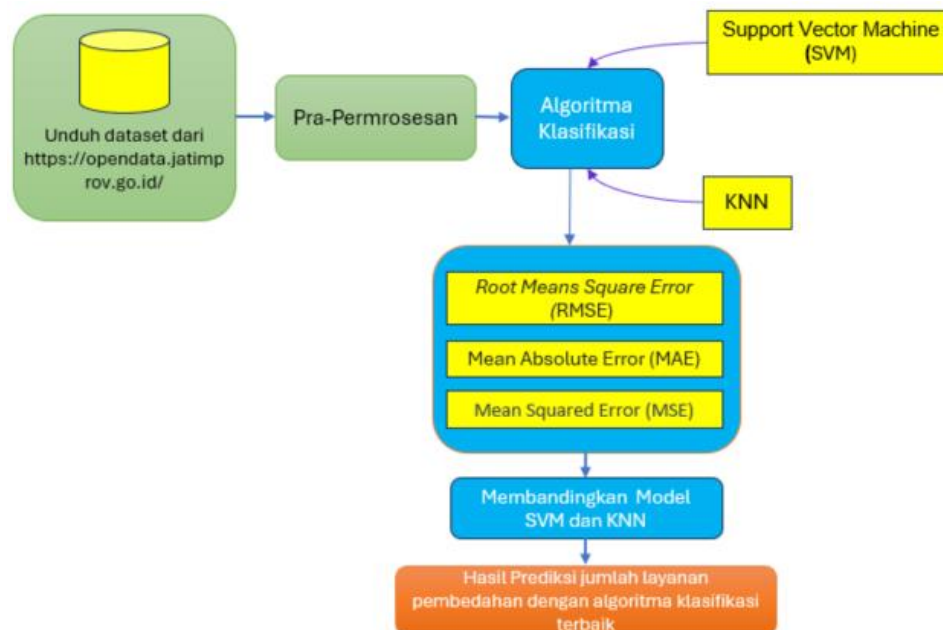 Unduh dataset dari
https://opendata.jatimp
rov.go.id/
Pra-Permrosesan
Algoritma
Klasifikasi
Support Vector Machine
(SVM)
KNN
Root Means Square Error
(RMSE)
Mean Absolute Error (MAE)
Mean Squared Error (MSE)
Membandingkan Model
SVM dan KNN
Hasil Prediksi jumlah layanan
pembedahan dengan algoritma klasifikasi
terbaik